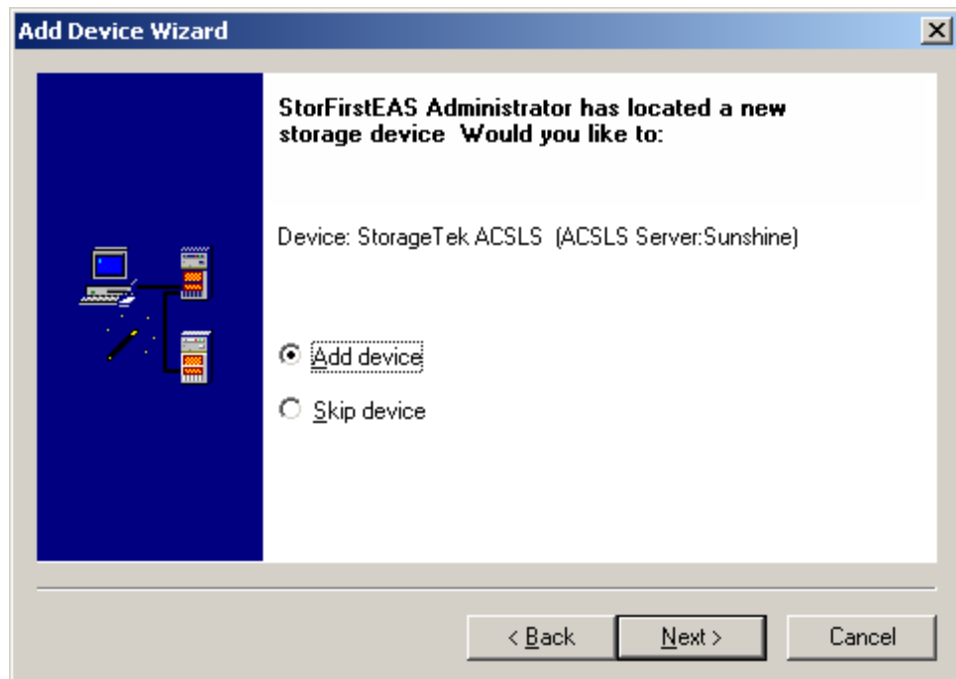 Add Device Wizard
StorFirstEAS Administrator has located a new
storage device  Would you like to:
Device: StorageTek ACSLS  (ACSLS Server:Sunshine)
Add device
Skip device
< Back
Next >
Cancel